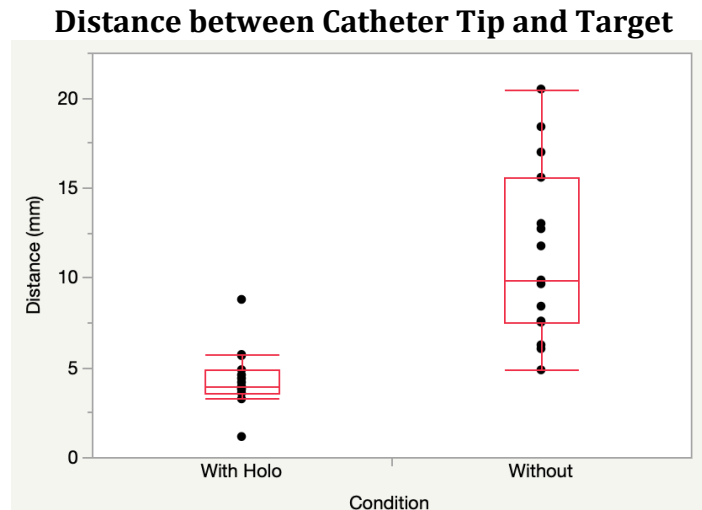 Distance between Catheter Tip and Target
20
15
10
5
0
Distance (mm)
With Holo
Without
Condition